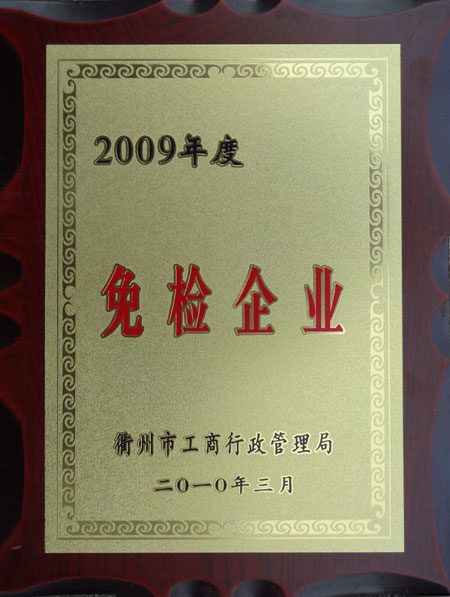 2009年度
免检企业
衢州市工商行政管理局
二〇一〇年三月